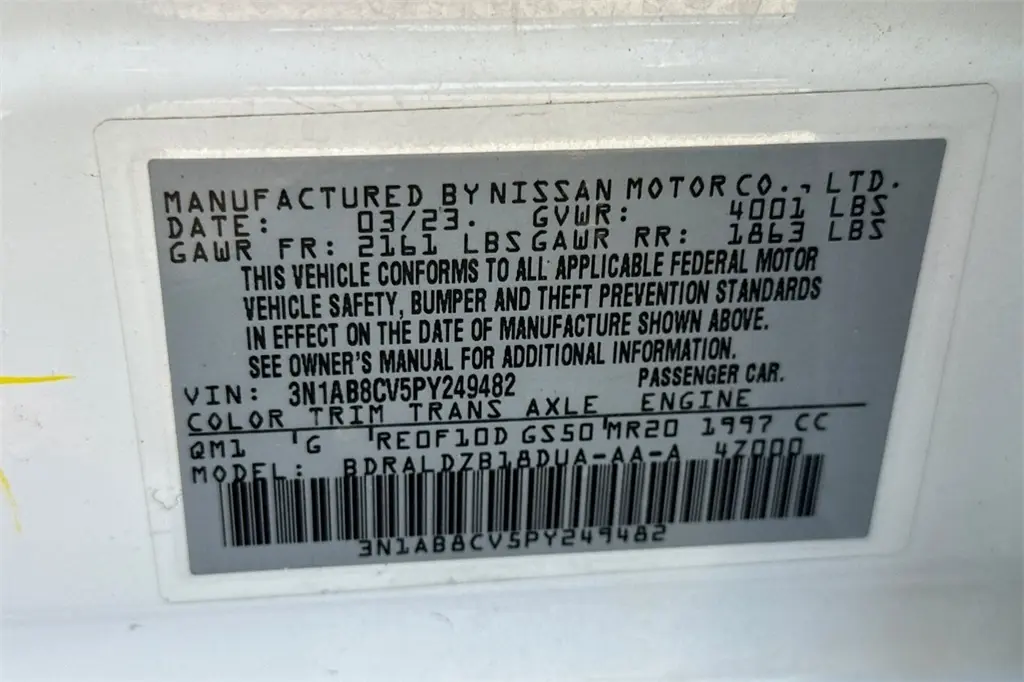 MANUFACTURED BY NISSAN MOTOR CO., LTD.
DATE: 03/23. GVWR: 4001 LBS
GAWR FR: 2161 LBS GAWR RR: 1863 LBS
THIS VEHICLE CONFORMS TO ALL APPLICABLE FEDERAL MOTOR
VEHICLE SAFETY, BUMPER AND THEFT PREVENTION STANDARDS
IN EFFECT ON THE DATE OF MANUFACTURE SHOWN ABOVE.
SEE OWNER'S MANUAL FOR ADDITIONAL INFORMATION.
VIN: 3N1AB8CV5PY249482 PASSENGER CAR.
COLOR TRIM TRANS AXLE ENGINE
QM1 'G 'RE0F10D GS50 'MR20 1997 CC
MODEL: BDRALDZB18DUA-AA-A 4Z000
3N1AB8CV5PY249482